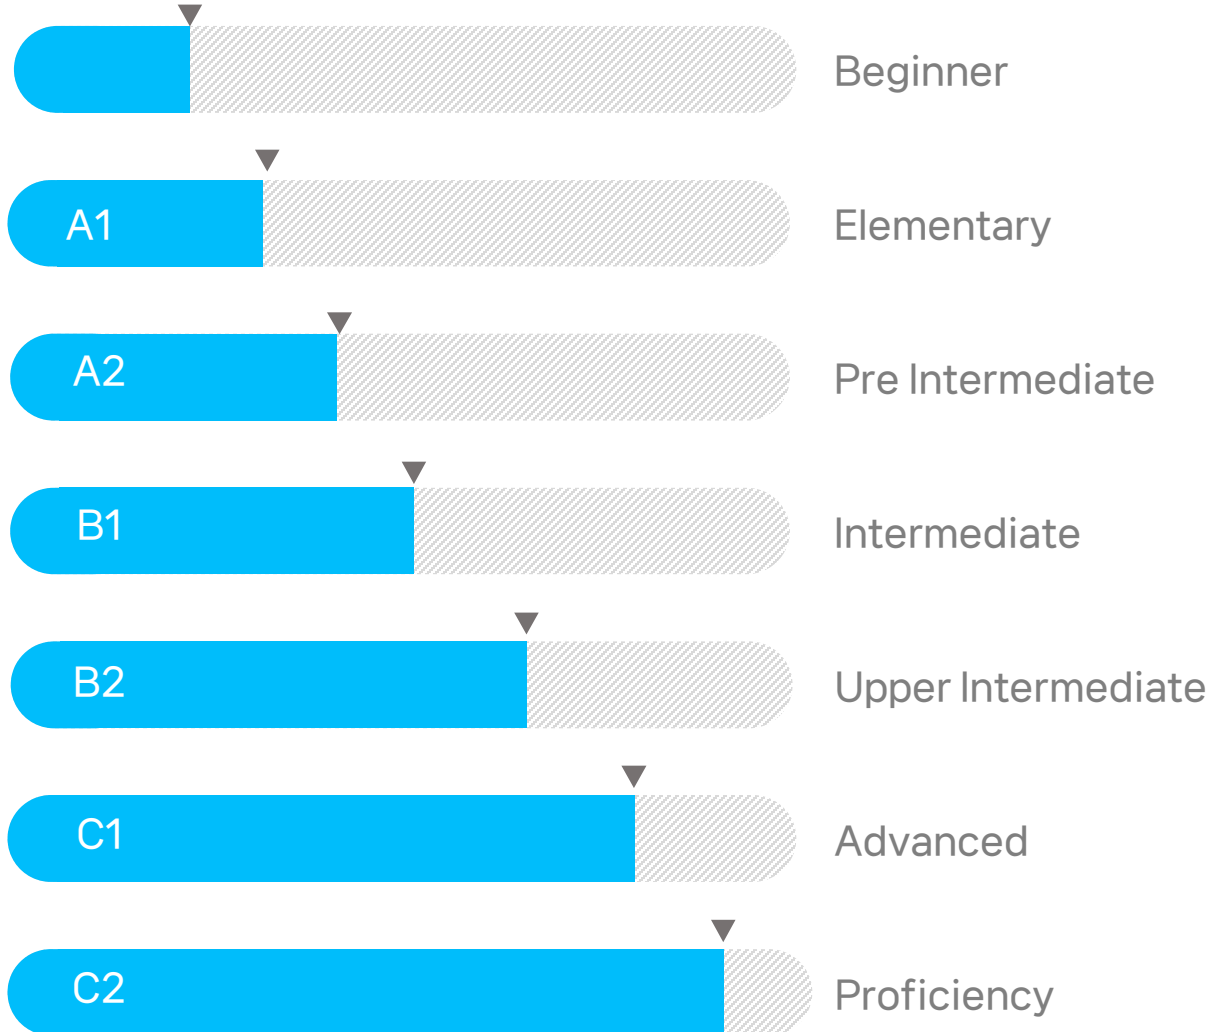 Beginner
A1 Elementary
A2 Pre Intermediate
B1 Intermediate
B2 Upper Intermediate
C1 Advanced
C2 Proficiency